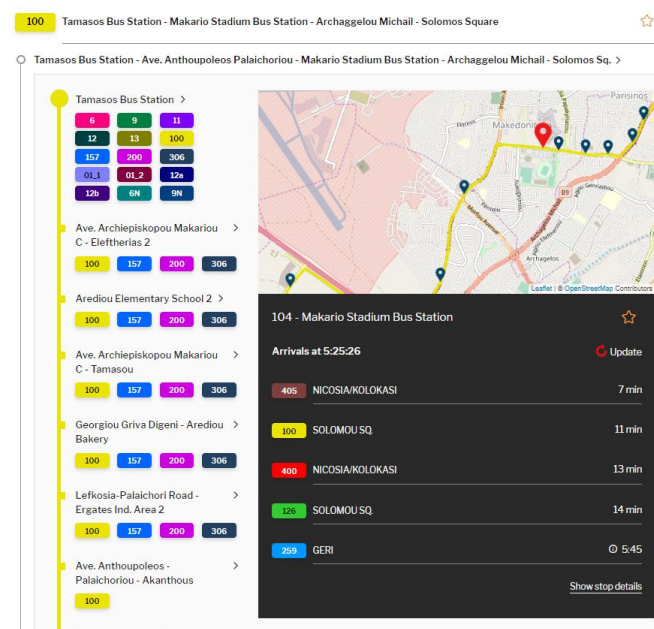 100 Tamasos Bus Station - Makario Stadium Bus Station - Archaggelou Michail - Solomos Square
Tamasos Bus Station - Ave. Anthoupoleos Palaichoriou - Makario Stadium Bus Station - Archaggelou Michail - Solomos Sq. >
Tamasos Bus Station >
6 9 11
12 13 100
157 200 306
01_1 01_2 12a
12b 6N 9N
Ave. Archiepiskopou Makariou >
C - Eleftherias 2
100 157 200 306
Arediou Elementary School 2 >
100 157 200 306
Ave. Archiepiskopou Makariou >
C - Tamasou
100 157 200 306
Georgiou Griva Digeni - Arediou >
Bakery
100 157 200 306
Lefkosia-Palaichori Road - >
Ergates Ind. Area 2
100 157 200 306
Ave. Anthoupoleos - >
Palaichoriou - Akanthous
100
Parisinos
Florinis
B9
Archagelos
Leaflet | © OpenStreetMap Contributors
104 - Makario Stadium Bus Station
Arrivals at 5:25:26 Update
405 NICOSIA/KOLOKASI 7 min
100 SOLOMOU SQ. 11 min
400 NICOSIA/KOLOKASI 13 min
126 SOLOMOU SQ. 14 min
259 GERI 5:45
Show stop details